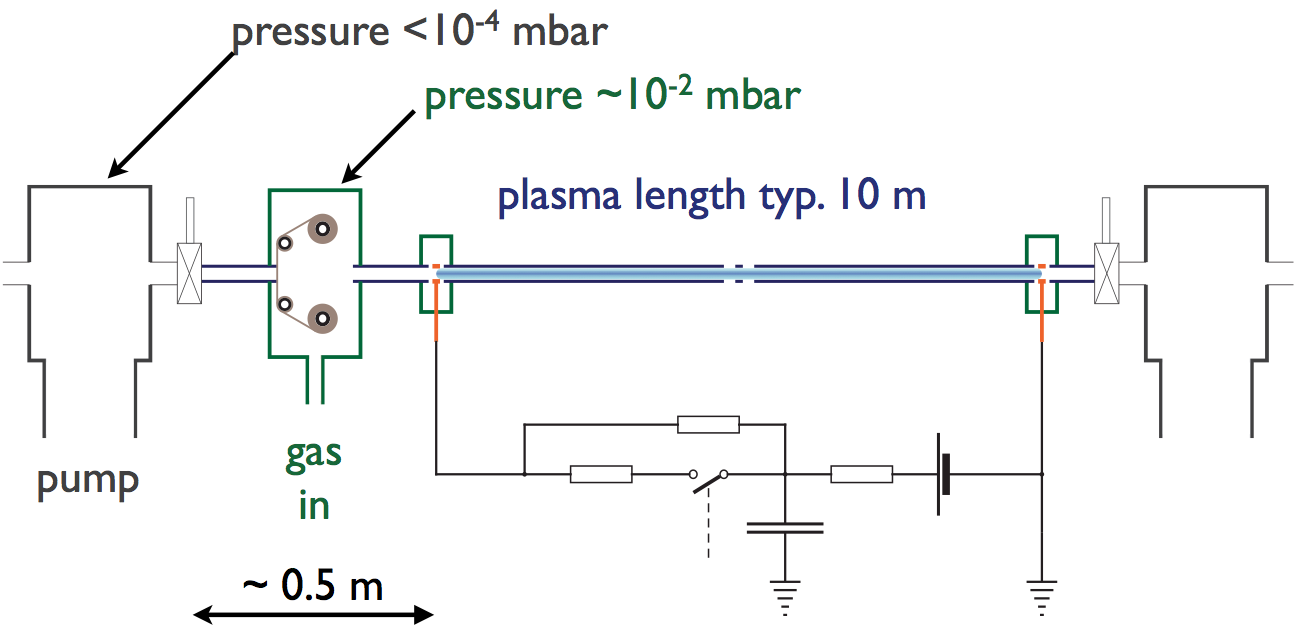 pressure <10⁻⁴ mbar
pressure ~10⁻² mbar
plasma length typ. 10 m
pump
gas
in
~ 0.5 m